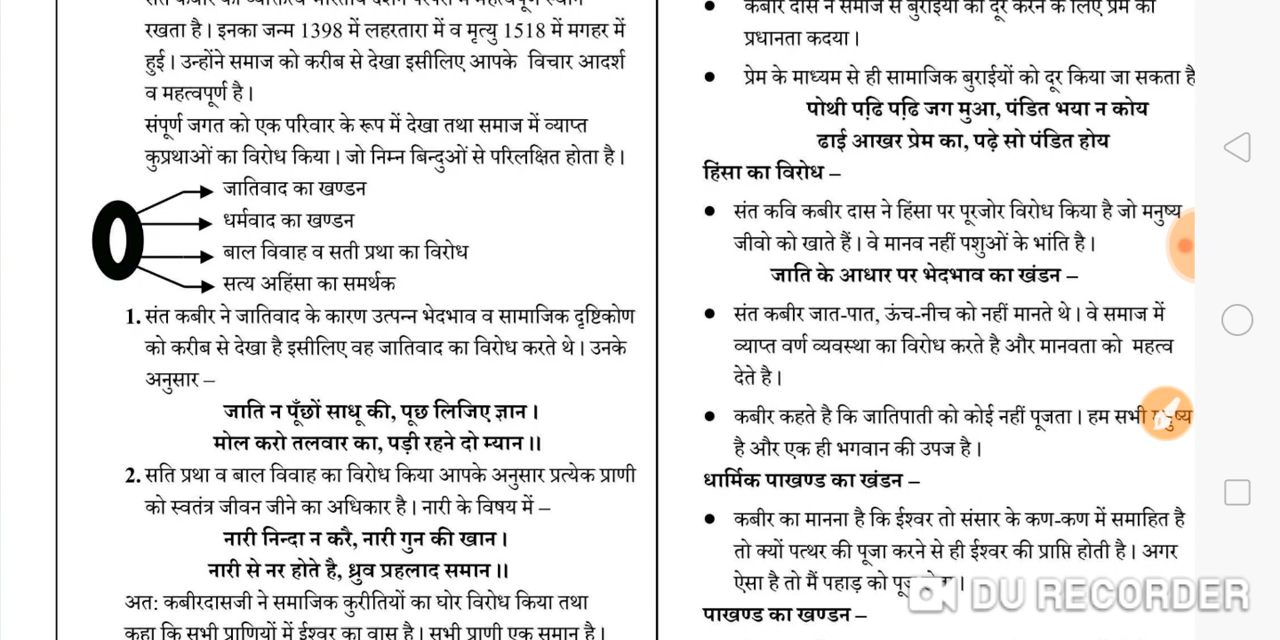 रखता है। इनका जन्म 1398 में लहरतारा में व मृत्यु 1518 में मगहर में
हुई। उन्होंने समाज को करीब से देखा इसीलिए आपके विचार आदर्श
व महत्वपूर्ण है।
संपूर्ण जगत को एक परिवार के रूप में देखा तथा समाज में व्याप्त
कुप्रथाओं का विरोध किया। जो निम्न बिन्दुओं से परिलक्षित होता है।
जातिवाद का खण्डन
धर्मवाद का खण्डन
बाल विवाह व सती प्रथा का विरोध
सत्य अहिंसा का समर्थक
1. संत कबीर ने जातिवाद के कारण उत्पन्न भेदभाव व सामाजिक दृष्टिकोण
को करीब से देखा है इसीलिए वह जातिवाद का विरोध करते थे। उनके
अनुसार –
जाति न पूँछों साधू की, पूछ लिजिए ज्ञान।
मोल करो तलवार का, पड़ी रहने दो म्यान॥
2. सति प्रथा व बाल विवाह का विरोध किया आपके अनुसार प्रत्येक प्राणी
को स्वतंत्र जीवन जीने का अधिकार है। नारी के विषय में –
नारी निन्दा न करै, नारी गुन की खान।
नारी से नर होते है, ध्रुव प्रहलाद समान॥
अत: कबीरदासजी ने समाजिक कुरीतियों का घोर विरोध किया तथा
कहा कि सभी प्राणियों में ईश्वर का वास है। सभी प्राणी एक समान है।
कबीर दास ने समाज से बुराईयों को दूर करने के लिए प्रेम को
प्रधानता कदया।
प्रेम के माध्यम से ही सामाजिक बुराईयों को दूर किया जा सकता है
पोथी पढि़ पढि़ जग मुआ, पंडित भया न कोय
ढाई आखर प्रेम का, पढ़े सो पंडित होय
हिंसा का विरोध –
संत कवि कबीर दास ने हिंसा पर पूरजोर विरोध किया है जो मनुष्य
जीवो को खाते हैं। वे मानव नहीं पशुओं के भांति है।
जाति के आधार पर भेदभाव का खंडन –
संत कबीर जात-पात, ऊंच-नीच को नहीं मानते थे। वे समाज में
व्याप्त वर्ण व्यवस्था का विरोध करते है और मानवता को महत्व
देते है।
कबीर कहते है कि जातिपाती को कोई नहीं पूजता। हम सभी
है और एक ही भगवान की उपज है।
धार्मिक पाखण्ड का खंडन –
कबीर का मानना है कि ईश्वर तो संसार के कण-कण में समाहित है
तो क्यों पत्थर की पूजा करने से ही ईश्वर की प्राप्ति होती है। अगर
ऐसा है तो मैं पहाड़ को
DU RECORDER
पाखण्ड का खण्डन –